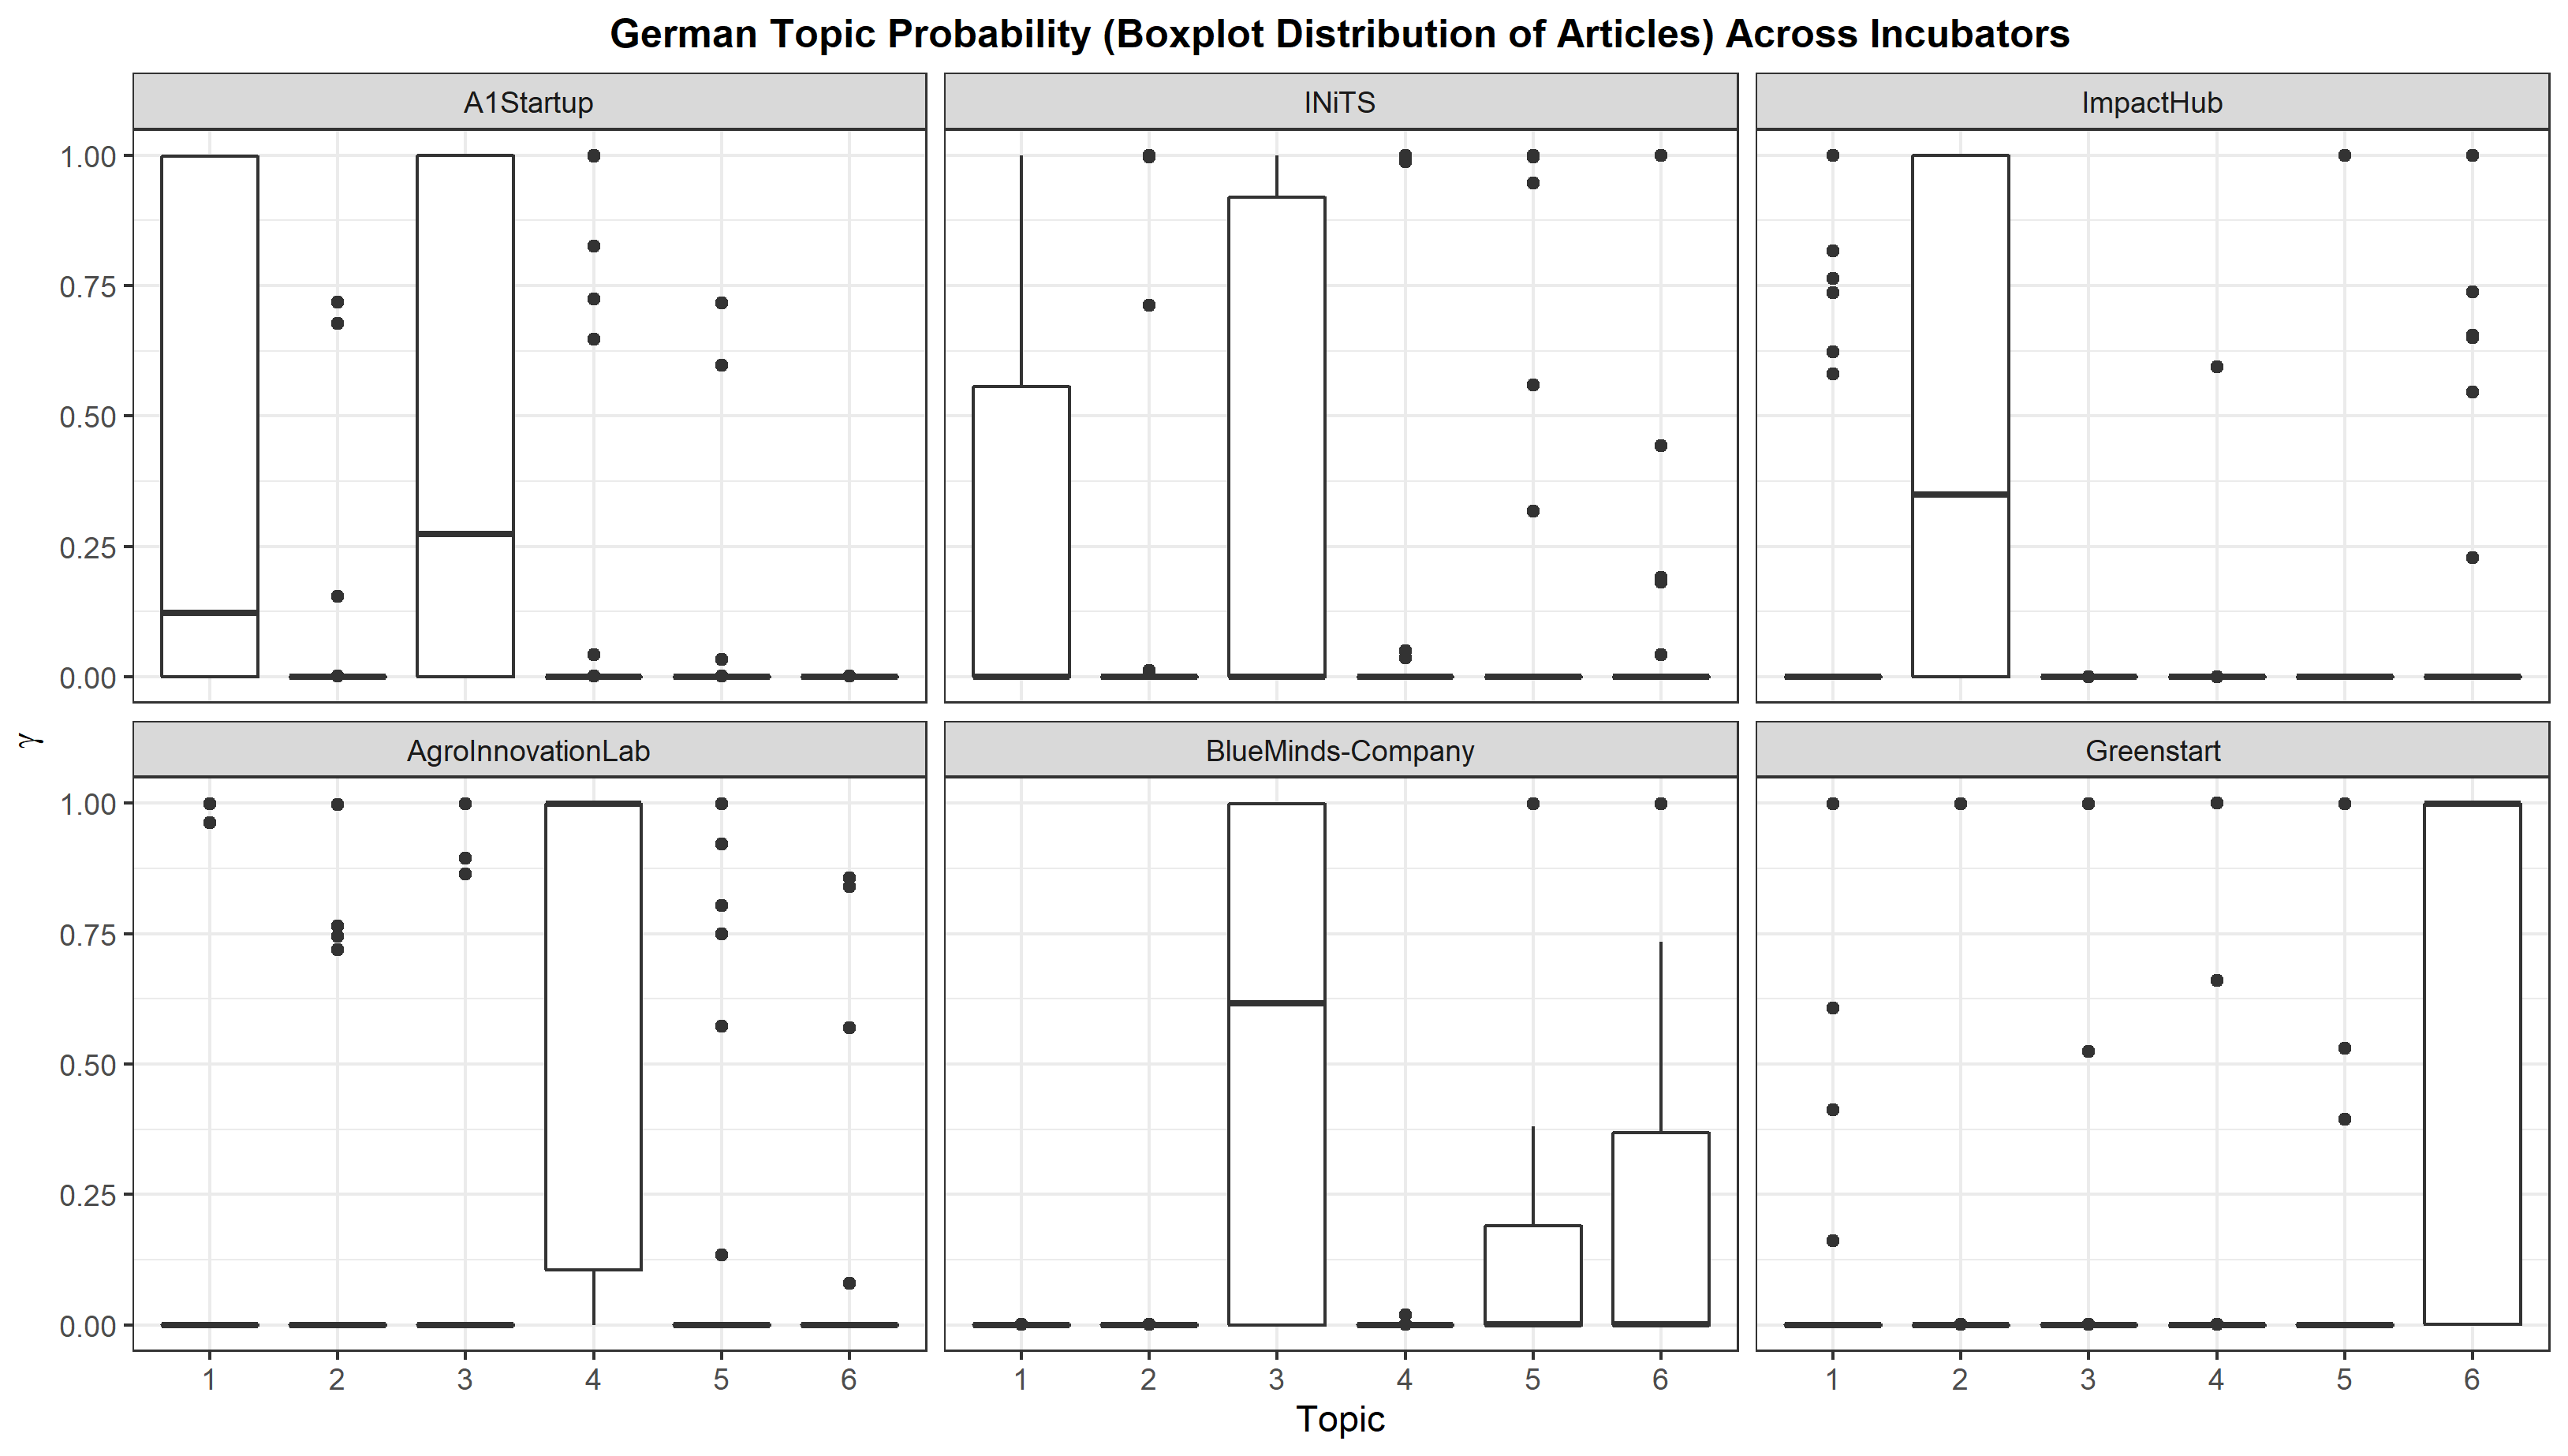 German Topic Probability (Boxplot Distribution of Articles) Across Incubators
A1Startup INiTS ImpactHub
1.00
0.75
0.50
0.25
0.00
γ
AgroInnovationLab BlueMinds-Company Greenstart
1.00
0.75
0.50
0.25
0.00
1 2 3 4 5 6 1 2 3 4 5 6 1 2 3 4 5 6
Topic